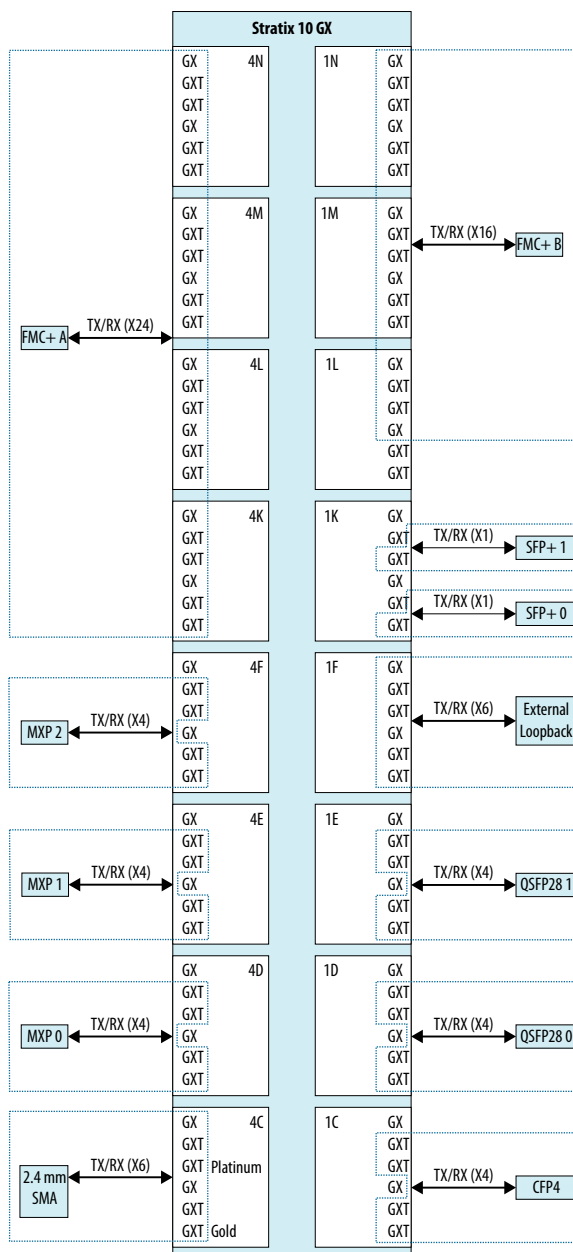 Stratix 10 GX
GX 4N 1N GX
GXT GXT
GXT GXT
GX GX
GXT GXT
GXT GXT
GX 4M 1M GX
GXT GXT TX/RX (X16) FMC+ B
GXT GXT
GX GX
GXT GXT
GXT GXT
FMC+ A TX/RX (X24)
GX 4L 1L GX
GXT GXT
GXT GXT
GX GX
GXT GXT
GXT GXT
GX 4K 1K GX
GXT GXT TX/RX (X1) SFP+ 1
GXT GXT
GX GX
GXT GXT TX/RX (X1) SFP+ 0
GXT GXT
GX 4F 1F GX
GXT GXT
GXT GXT TX/RX (X6) External
MXP 2 TX/RX (X4) GX GX Loopback
GXT GXT
GXT GXT
GX 4E 1E GX
GXT GXT
GXT GXT
MXP 1 TX/RX (X4) GX GX TX/RX (X4) QSFP28 1
GXT GXT
GXT GXT
GX 4D 1D GX
GXT GXT
GXT GXT
MXP 0 TX/RX (X4) GX GX TX/RX (X4) QSFP28 0
GXT GXT
GXT GXT
GX 4C 1C GX
GXT GXT
2.4 mm TX/RX (X6) GXT Platinum GXT
SMA GX GX TX/RX (X4) CFP4
GXT GXT
GXT Gold GXT